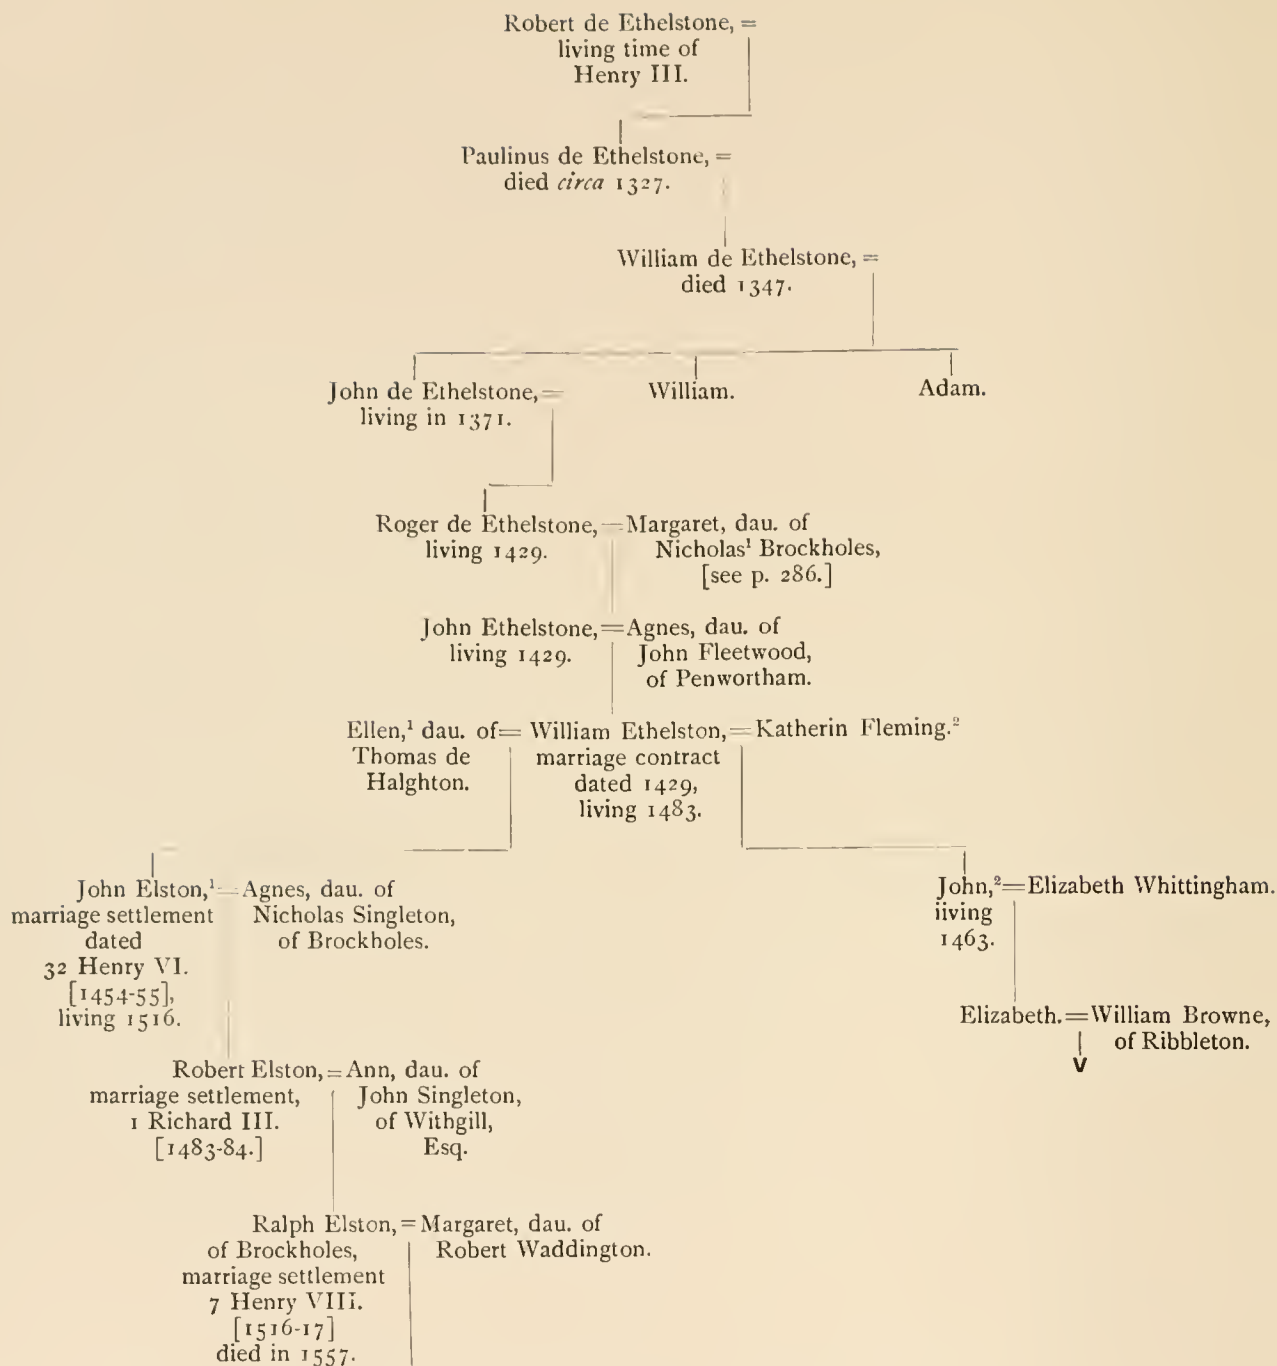 Robert de Ethelstone, =
living time of
Henry III.
Paulinus de Ethelstone, =
died circa 1327.
William de Ethelstone, =
died 1347.
John de Ethelstone, =
living in 1371.
William.
Adam.
Roger de Ethelstone, =
living 1429.
Margaret, dau. of
Nicholas¹ Brockholes,
[see p. 286.]
John Ethelstone, =
living 1429.
Agnes, dau. of
John Fleetwood,
of Penwortham.
Ellen,¹ dau. of =
Thomas de
Halghton.
William Ethelston, =
marriage contract
dated 1429,
living 1483.
Katherin Fleming.²
John Elston,¹ =
marriage settlement
dated
32 Henry VI.
[1454-55],
living 1516.
Agnes, dau. of
Nicholas Singleton,
of Brockholes.
John,² =
iiving
1463.
Elizabeth Whittingham.
Elizabeth. =
William Browne,
of Ribbleton.
Robert Elston, =
marriage settlement,
1 Richard III.
[1483-84.]
Ann, dau. of
John Singleton,
of Withgill,
Esq.
Ralph Elston, =
of Brockholes,
marriage settlement
7 Henry VIII.
[1516-17]
died in 1557.
Margaret, dau. of
Robert Waddington.